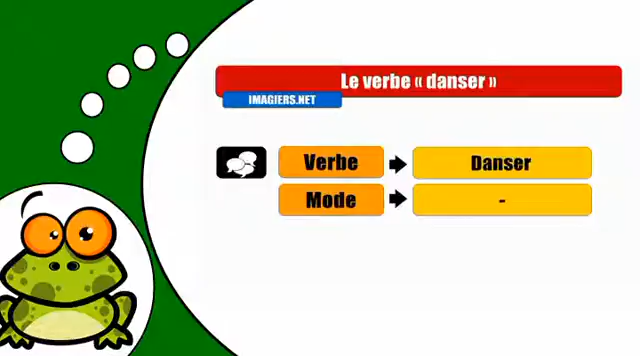 Le verbe « danser »
IMAGIERS.NET
Verbe Danser
Mode -